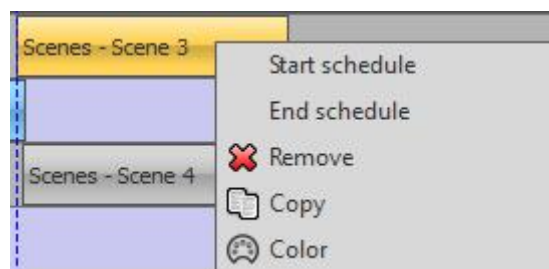 Scenes - Scene 3
Start schedule
End schedule
Remove
Scenes - Scene 4
Copy
Color